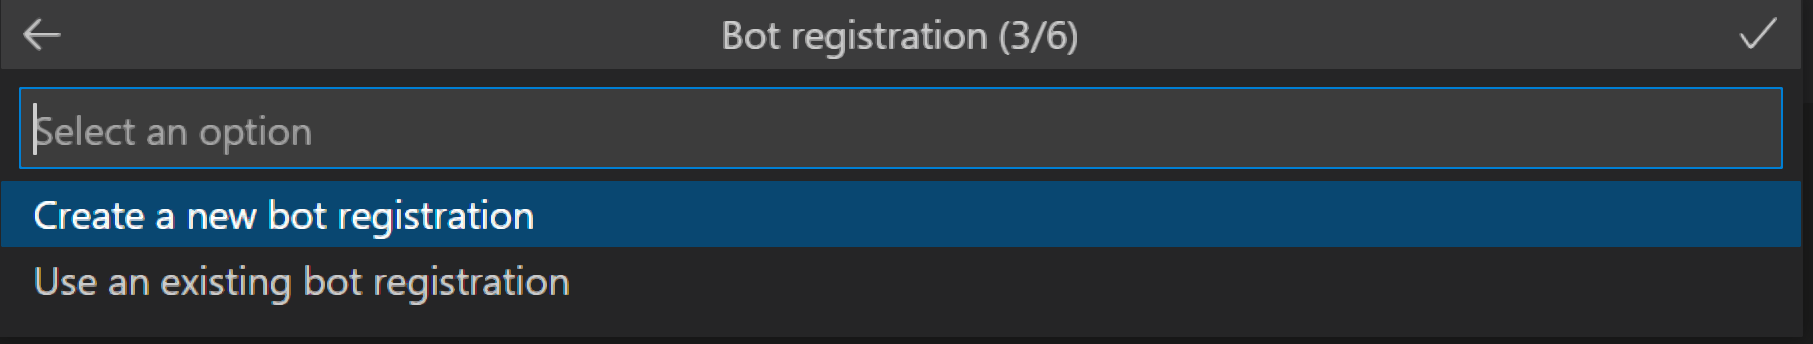 Bot registration (3/6)
Select an option
Create a new bot registration
Use an existing bot registration